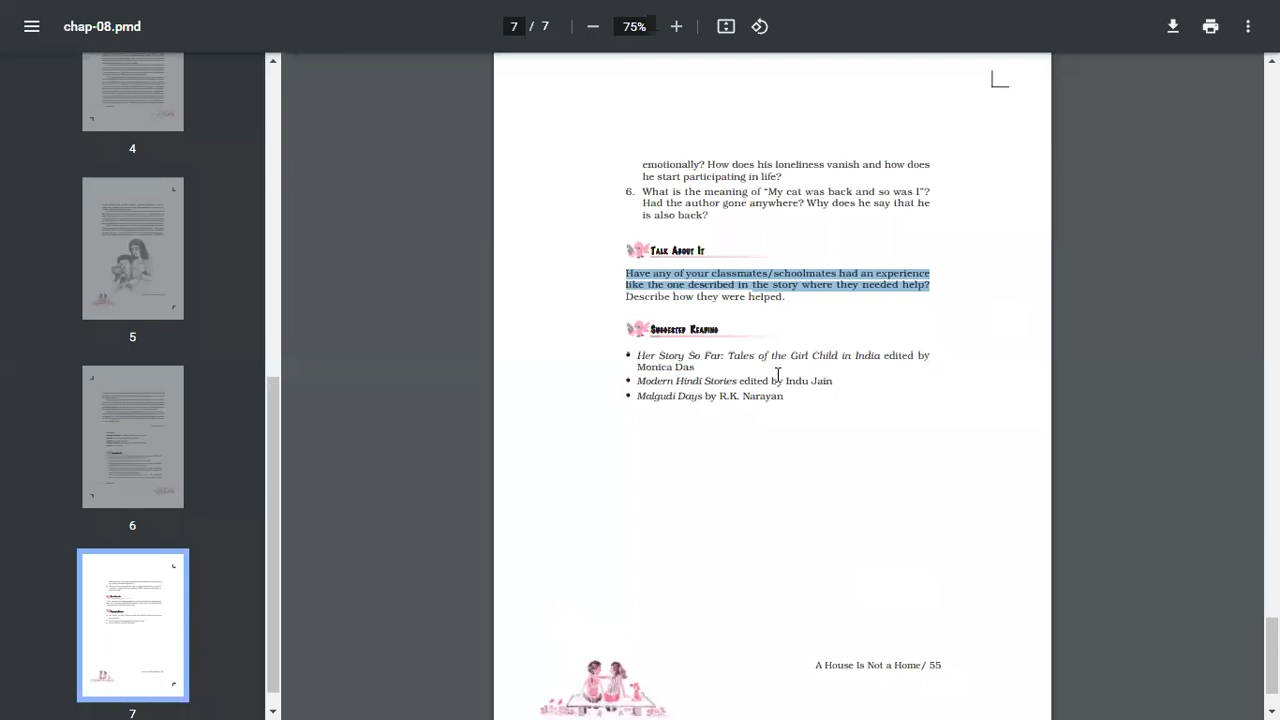 chap-08.pmd
7 / 7
75%
4
5
6
7
emotionally? How does his loneliness vanish and how does
he start participating in life?
6. What is the meaning of “My cat was back and so was I”?
Had the author gone anywhere? Why does he say that he
is also back?
Talk About It
Have any of your classmates/schoolmates had an experience
like the one described in the story where they needed help?
Describe how they were helped.
Suggested Reading
• Her Story So Far: Tales of the Girl Child in India edited by
Monica Das
• Modern Hindi Stories edited by Indu Jain
• Malgudi Days by R.K. Narayan
A House Is Not a Home/ 55